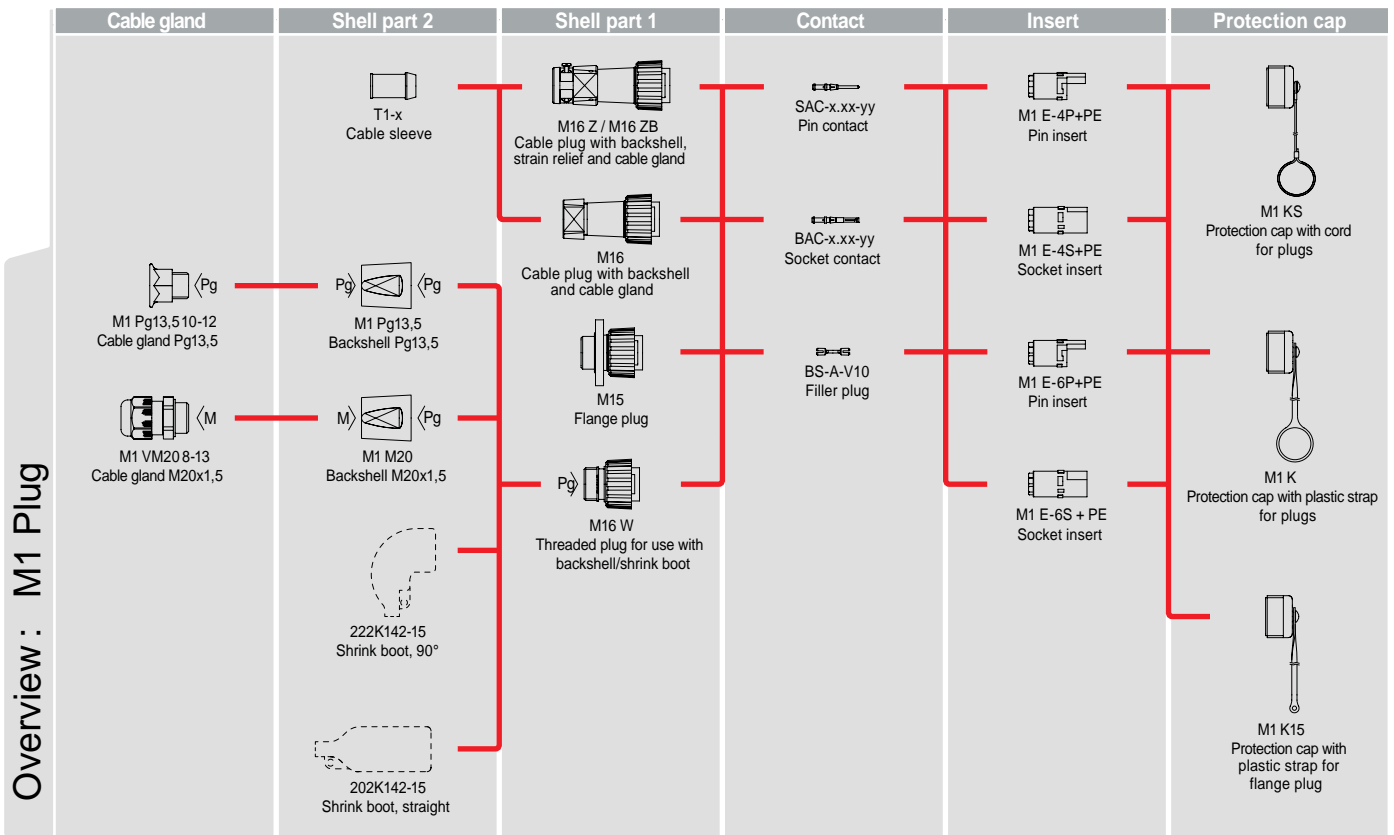 Overview : M1 Plug
Cable gland
Pg
M1 Pg13,5 10-12
Cable gland Pg13,5
M
M1 VM20 8-13
Cable gland M20x1,5
Shell part 2
T1-x
Cable sleeve
Pg
Pg
M1 Pg13,5
Backshell Pg13,5
M
Pg
M1 M20
Backshell M20x1,5
222K142-15
Shrink boot, 90°
202K142-15
Shrink boot, straight
Shell part 1
M16 Z / M16 ZB
Cable plug with backshell,
strain relief and cable gland
M16
Cable plug with backshell
and cable gland
M15
Flange plug
Pg
M16 W
Threaded plug for use with
backshell/shrink boot
Contact
SAC-x.xx-yy
Pin contact
BAC-x.xx-yy
Socket contact
BS-A-V10
Filler plug
Insert
M1 E-4P+PE
Pin insert
M1 E-4S+PE
Socket insert
M1 E-6P+PE
Pin insert
M1 E-6S + PE
Socket insert
Protection cap
M1 KS
Protection cap with cord
for plugs
M1 K
Protection cap with plastic strap
for plugs
M1 K15
Protection cap with
plastic strap for
flange plug